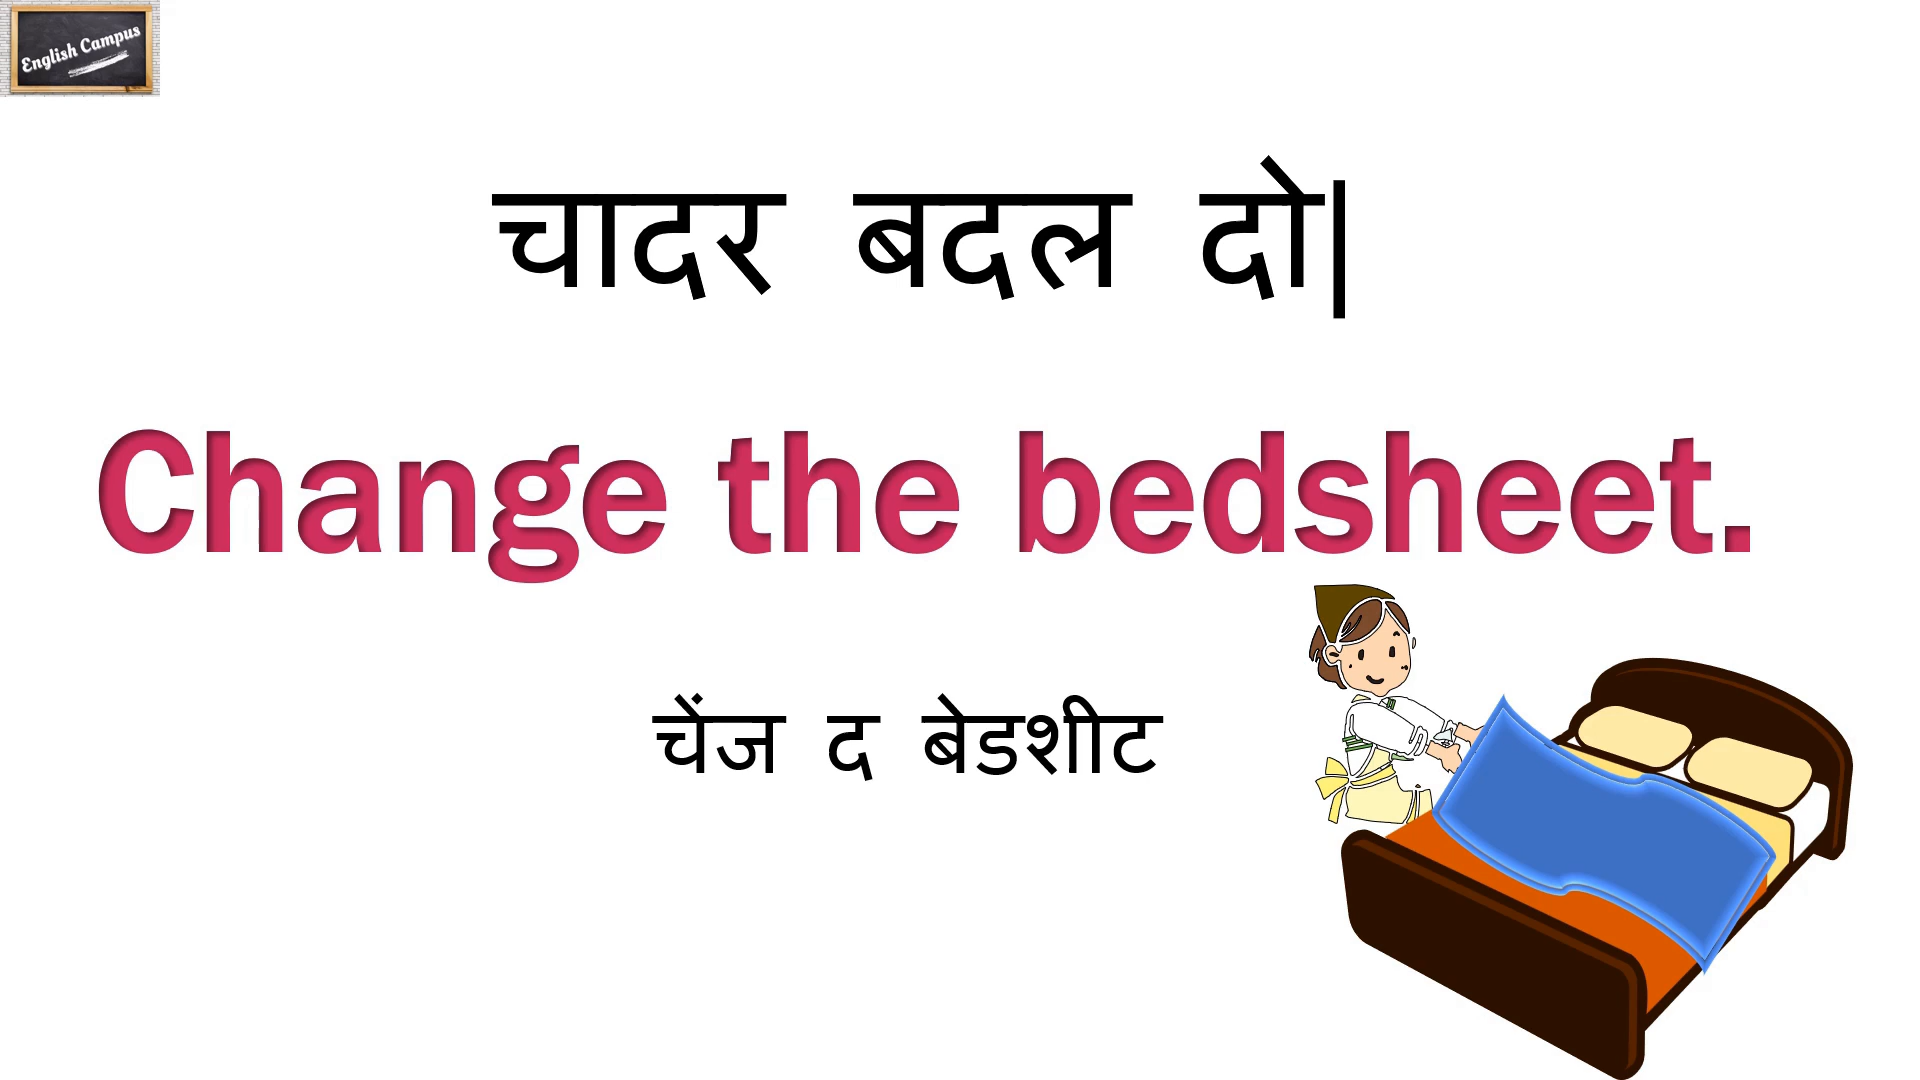 English Campus
चादर बदल दो|
Change the bedsheet.
चेंज द बेडशीट